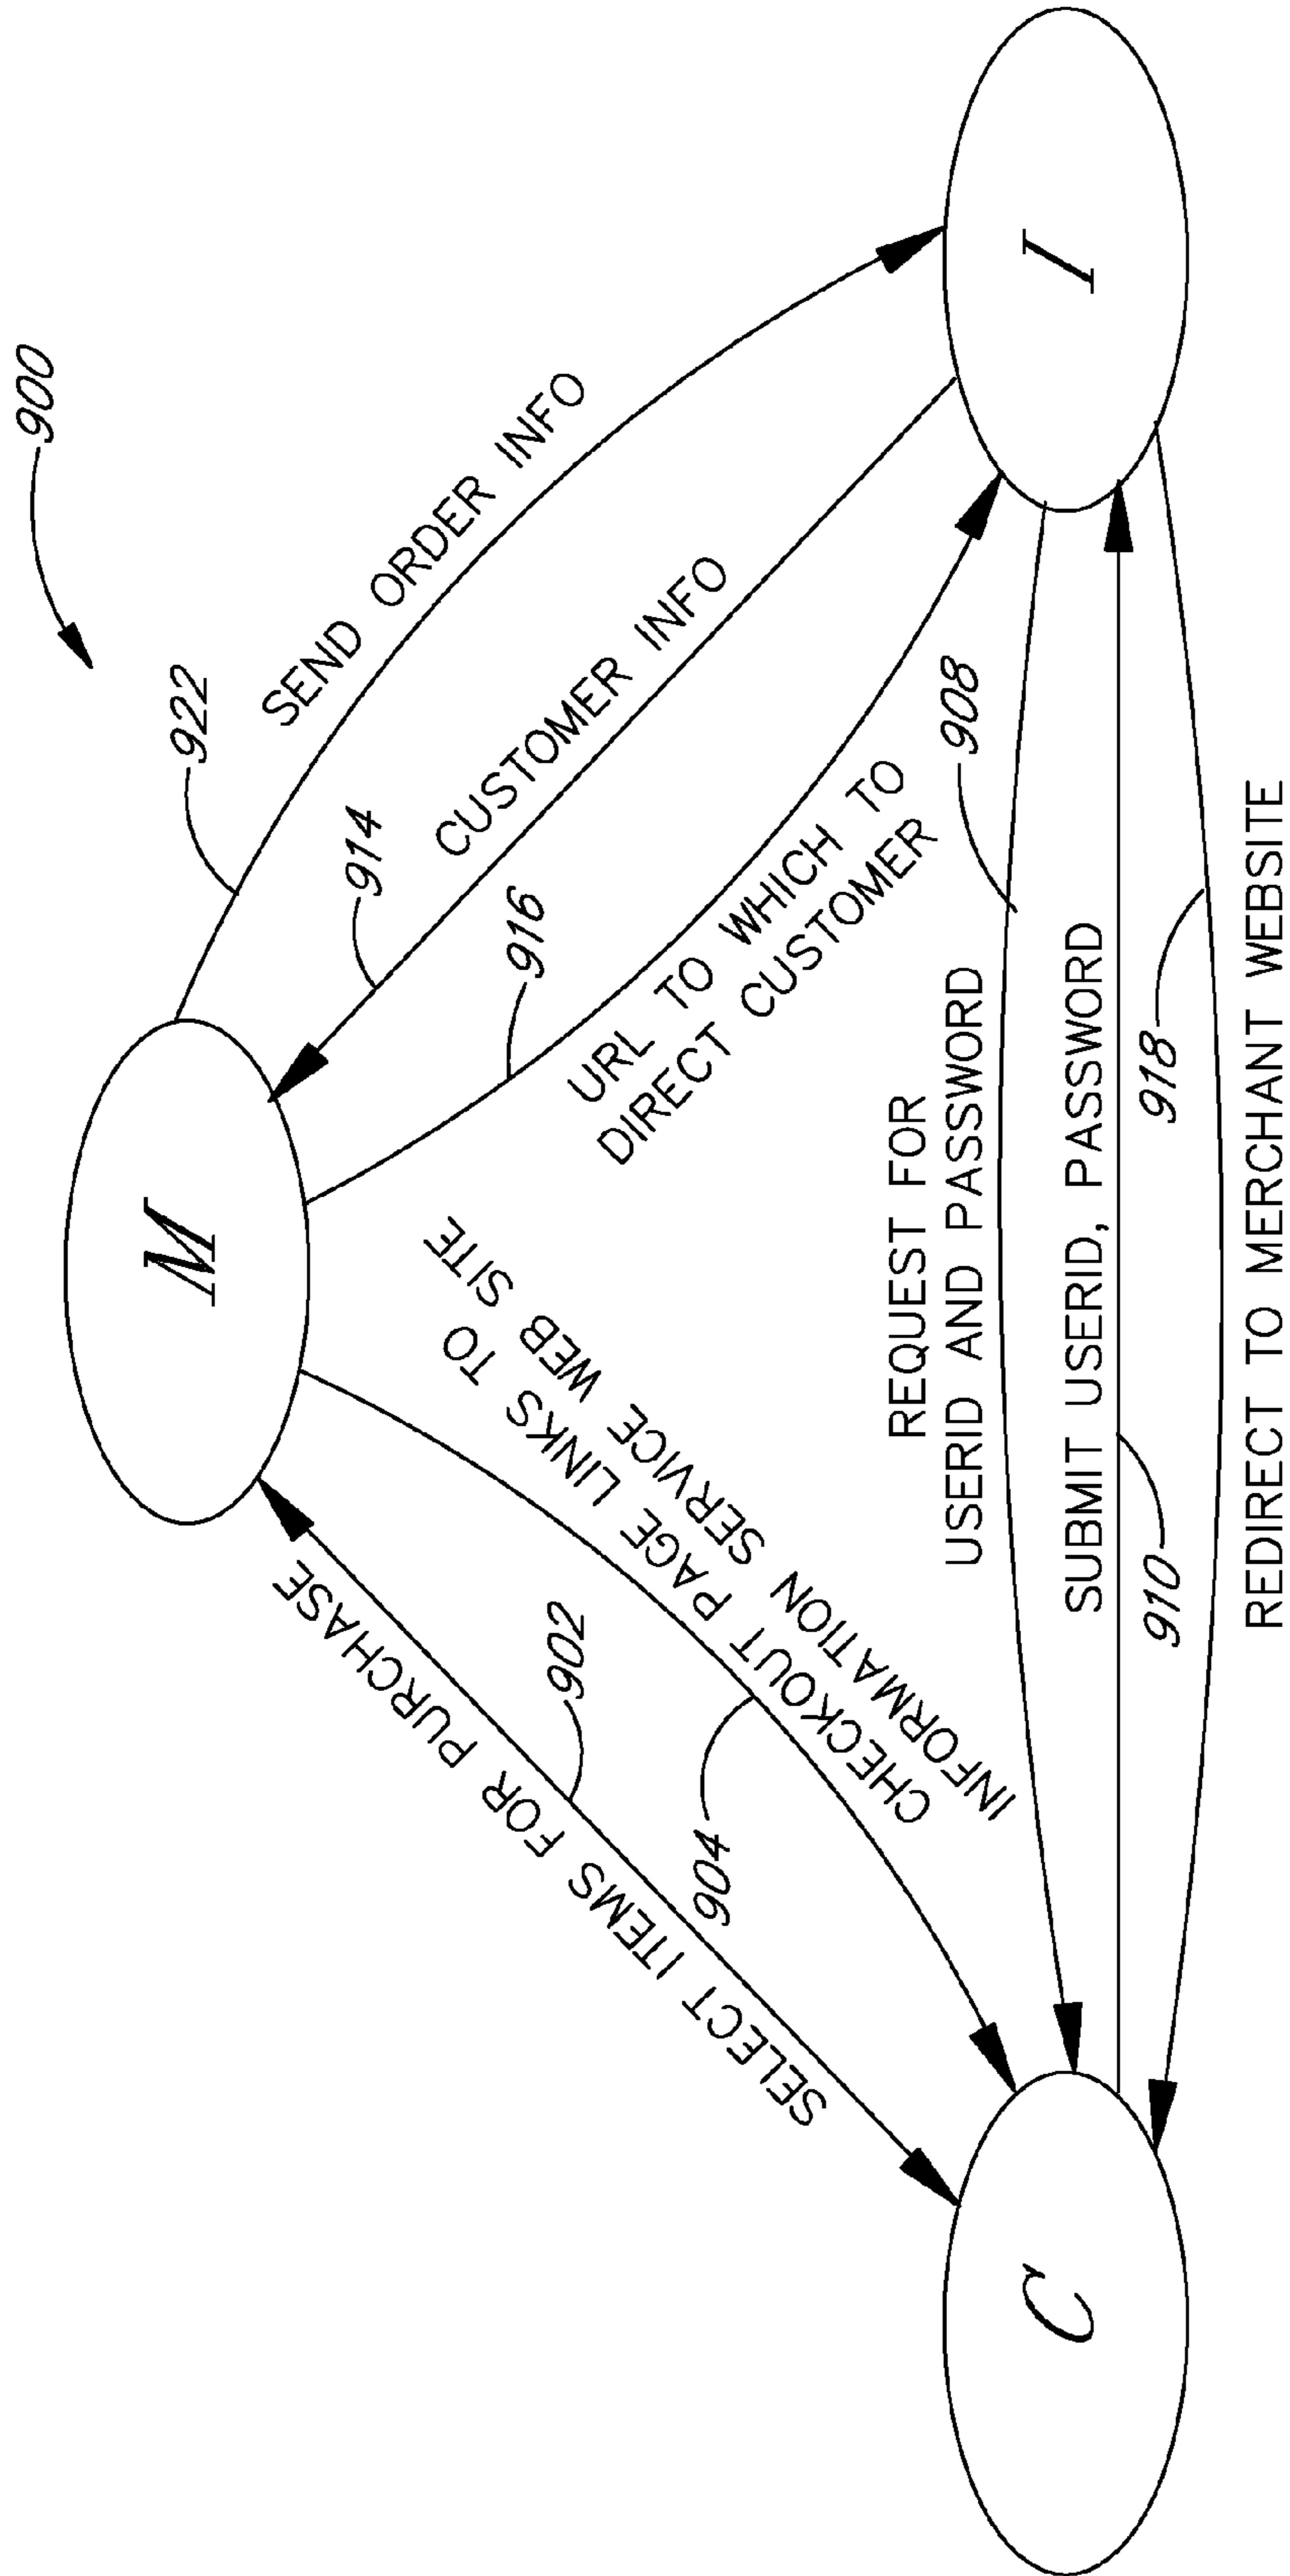 900
M
922
SEND ORDER INFO
914
CUSTOMER INFO
916
URL TO WHICH TO
DIRECT CUSTOMER
SELECT ITEMS FOR PURCHASE
902
904
CHECKOUT PAGE LINKS TO
INFORMATION SERVICE WEB SITE
C
I
REQUEST FOR
USERID AND PASSWORD
908
SUBMIT USERID, PASSWORD
910
918
REDIRECT TO MERCHANT WEBSITE